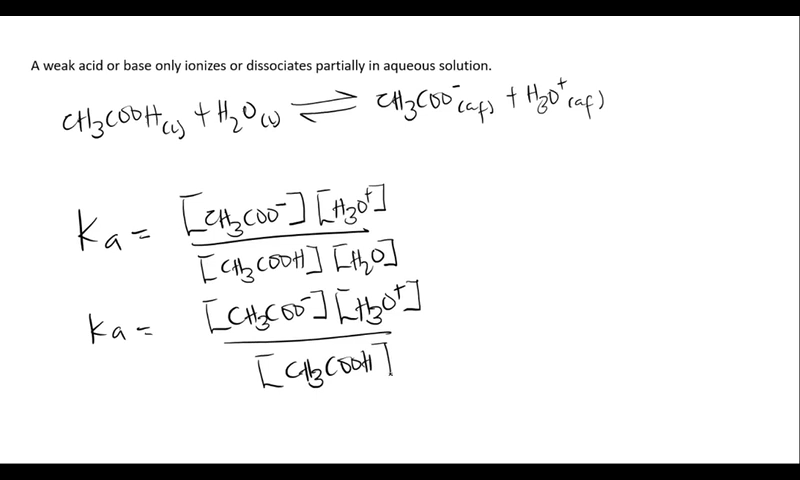 A weak acid or base only ionizes or dissociates partially in aqueous solution.
CH₃COOH(l) + H₂O(l) ⇌ CH₃COO⁻(aq) + H₃O⁺(aq)
Ka = [CH₃COO⁻][H₃O⁺] / [CH₃COOH][H₂O]
Ka = [CH₃COO⁻][H₃O⁺] / [CH₃COOH]